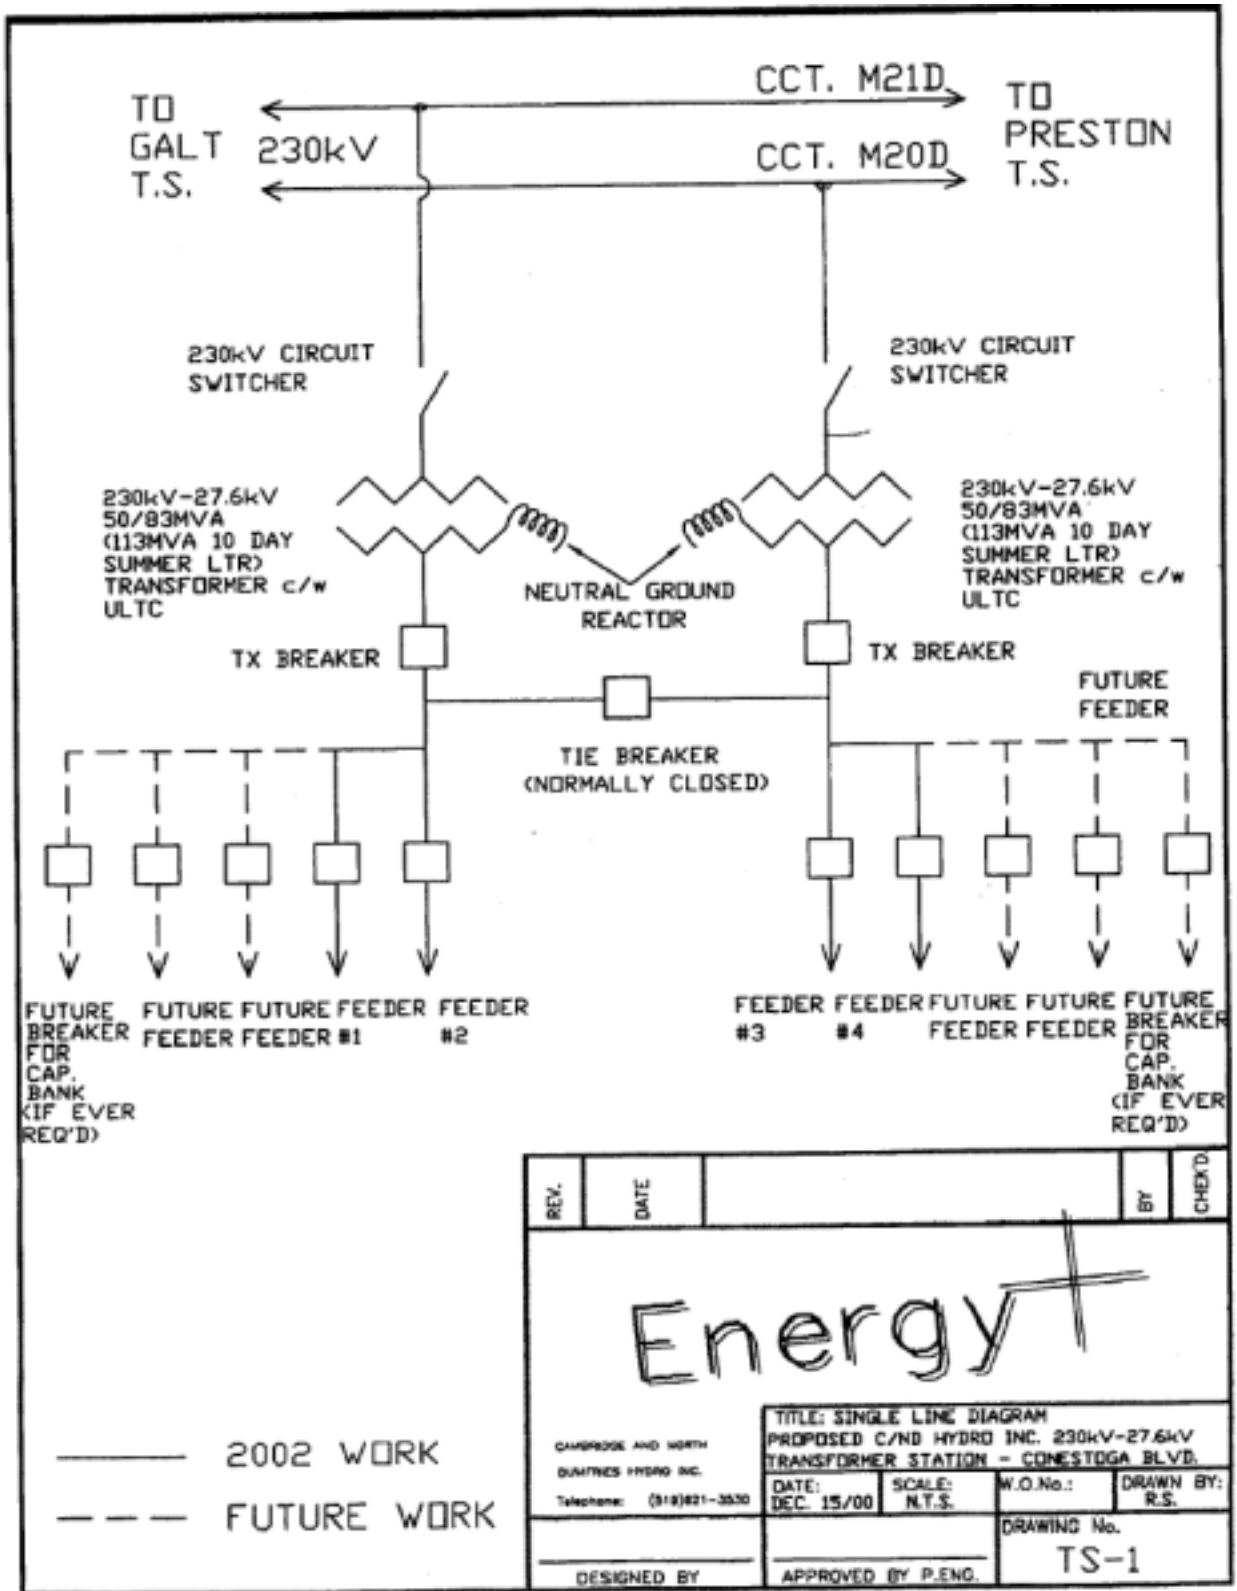 CCT. M21D
TO
GALT
T.S.
230kV
TO
PRESTON
T.S.
CCT. M20D
230kV CIRCUIT
SWITCHER
230kV CIRCUIT
SWITCHER
230kV-27.6kV
50/83MVA
(113MVA 10 DAY
SUMMER LTR)
TRANSFORMER c/w
ULTC
NEUTRAL GROUND
REACTOR
230kV-27.6kV
50/83MVA
(113MVA 10 DAY
SUMMER LTR)
TRANSFORMER c/w
ULTC
TX BREAKER
TX BREAKER
FUTURE
FEEDER
TIE BREAKER
(NORMALLY CLOSED)
FUTURE
BREAKER
FOR
CAP.
BANK
(IF EVER
REQ'D)
FUTURE
FEEDER
FUTURE
FEEDER
FEEDER
#1
FEEDER
#2
FEEDER
#3
FEEDER
#4
FUTURE
FEEDER
FUTURE
FEEDER
FUTURE
BREAKER
FOR
CAP.
BANK
(IF EVER
REQ'D)
REV.
DATE
BY
CHEK'D.
Energy+
CAMBRIDGE AND NORTH
DUMFRIES HYDRO INC.
Telephone: (519)621-3530
TITLE: SINGLE LINE DIAGRAM
PROPOSED C/ND HYDRO INC. 230kV-27.6kV
TRANSFORMER STATION - CONESTOGA BLVD.
DATE:
DEC. 15/00
SCALE:
N.T.S.
W.O.No.:
DRAWN BY:
R.S.
DRAWING No.
TS-1
DESIGNED BY
APPROVED BY P.ENG.
2002 WORK
FUTURE WORK